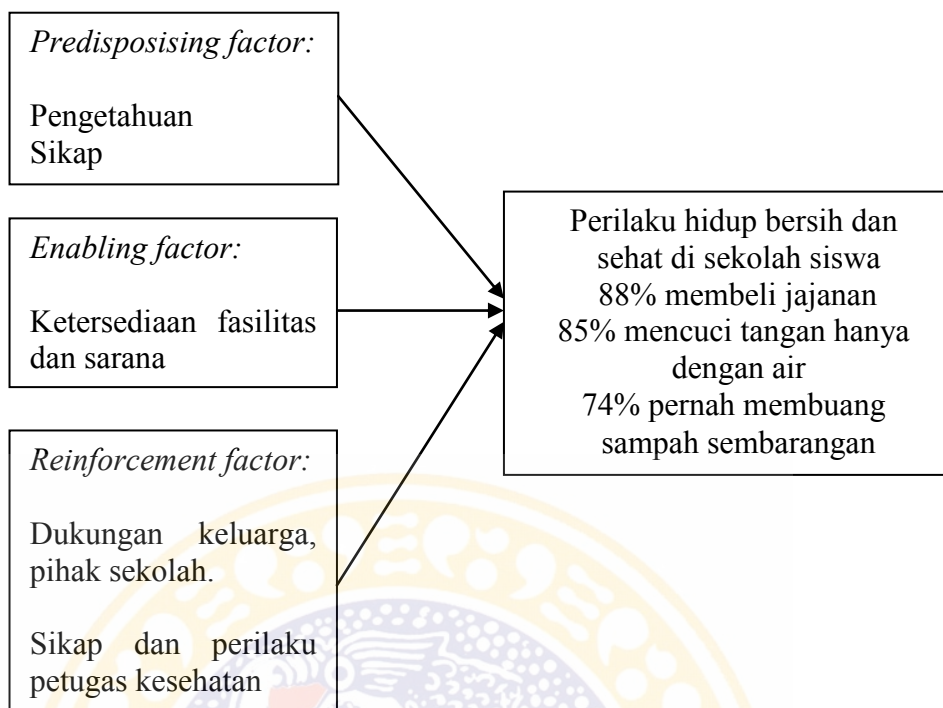 Predisposising factor:
Pengetahuan
Sikap
Enabling factor:
Ketersediaan fasilitas
dan sarana
Reinforcement factor:
Dukungan keluarga,
pihak sekolah.
Sikap dan perilaku
petugas kesehatan
Perilaku hidup bersih dan
sehat di sekolah siswa
88% membeli jajanan
85% mencuci tangan hanya
dengan air
74% pernah membuang
sampah sembarangan